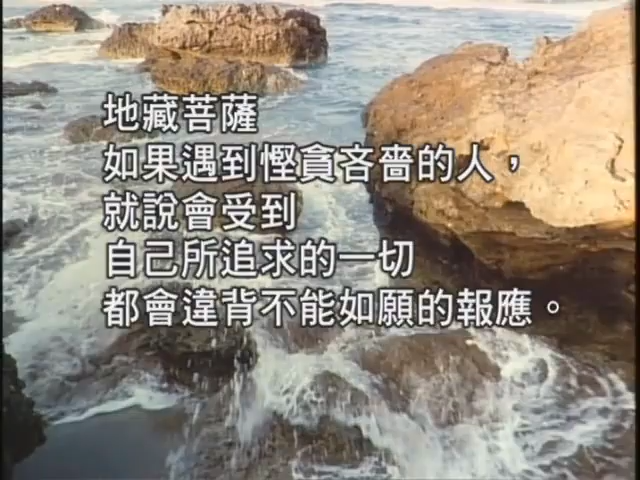 地藏菩薩
如果遇到慳貪吝嗇的人，
就說會受到
自己所追求的一切
都會違背不能如願的報應。